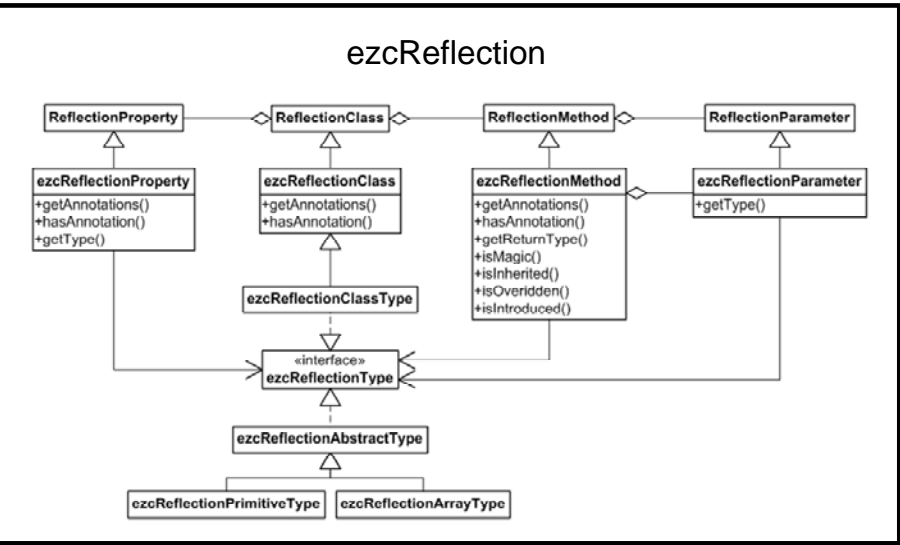 ezcReflection
ReflectionProperty
ReflectionClass
ReflectionMethod
ReflectionParameter
ezcReflectionProperty
+getAnnotations()
+hasAnnotation()
+getType()
ezcReflectionClass
+getAnnotations()
+hasAnnotation()
ezcReflectionMethod
+getAnnotations()
+hasAnnotation()
+getReturnType()
+isMagic()
+isInherited()
+isOveridden()
+isIntroduced()
ezcReflectionParameter
+getType()
ezcReflectionClassType
«interface»
ezcReflectionType
ezcReflectionAbstractType
ezcReflectionPrimitiveType
ezcReflectionArrayType